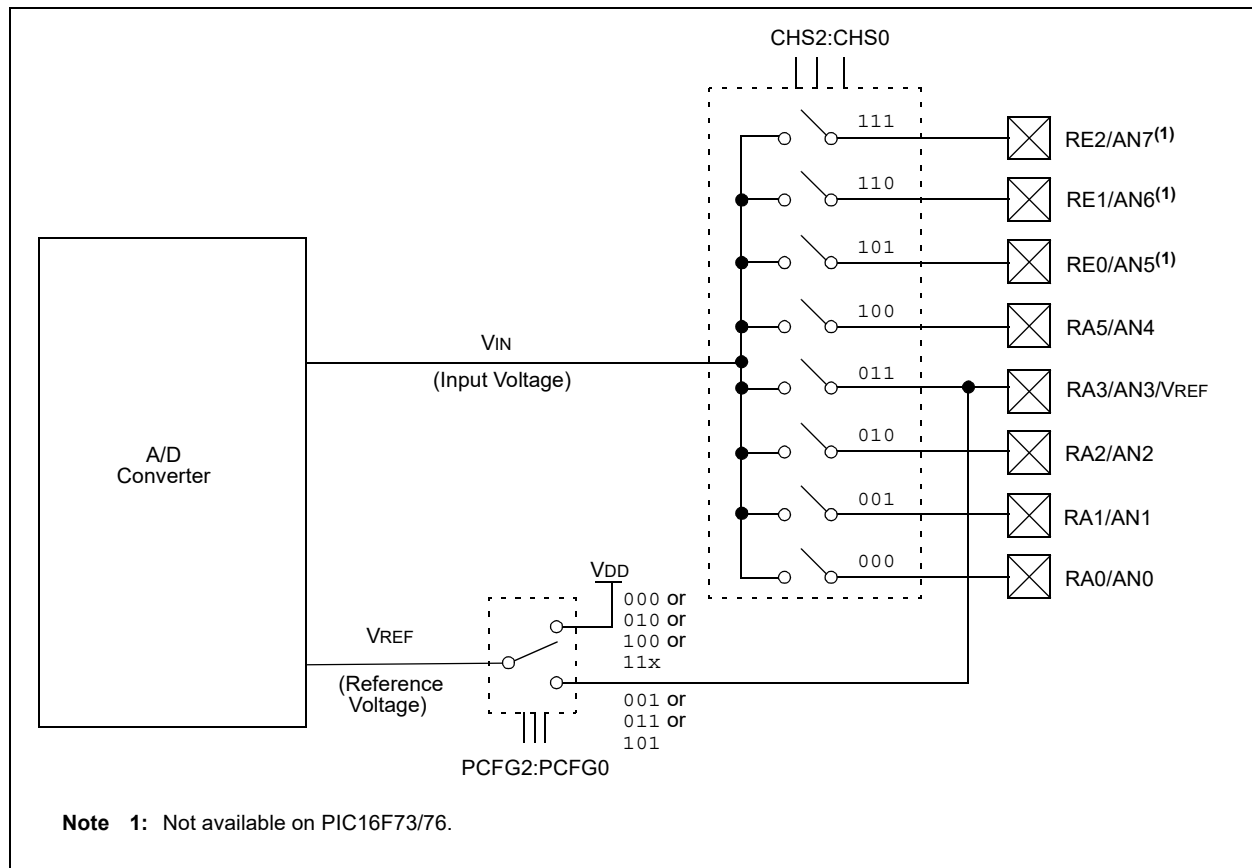 CHS2:CHS0
111
RE2/AN7(1)
110
RE1/AN6(1)
101
RE0/AN5(1)
100
RA5/AN4
VIN
(Input Voltage)
011
RA3/AN3/VREF
A/D
Converter
010
RA2/AN2
001
RA1/AN1
000
RA0/AN0
VDD
000 or
010 or
100 or
11x
VREF
(Reference
Voltage)
001 or
011 or
101
PCFG2:PCFG0
Note 1: Not available on PIC16F73/76.